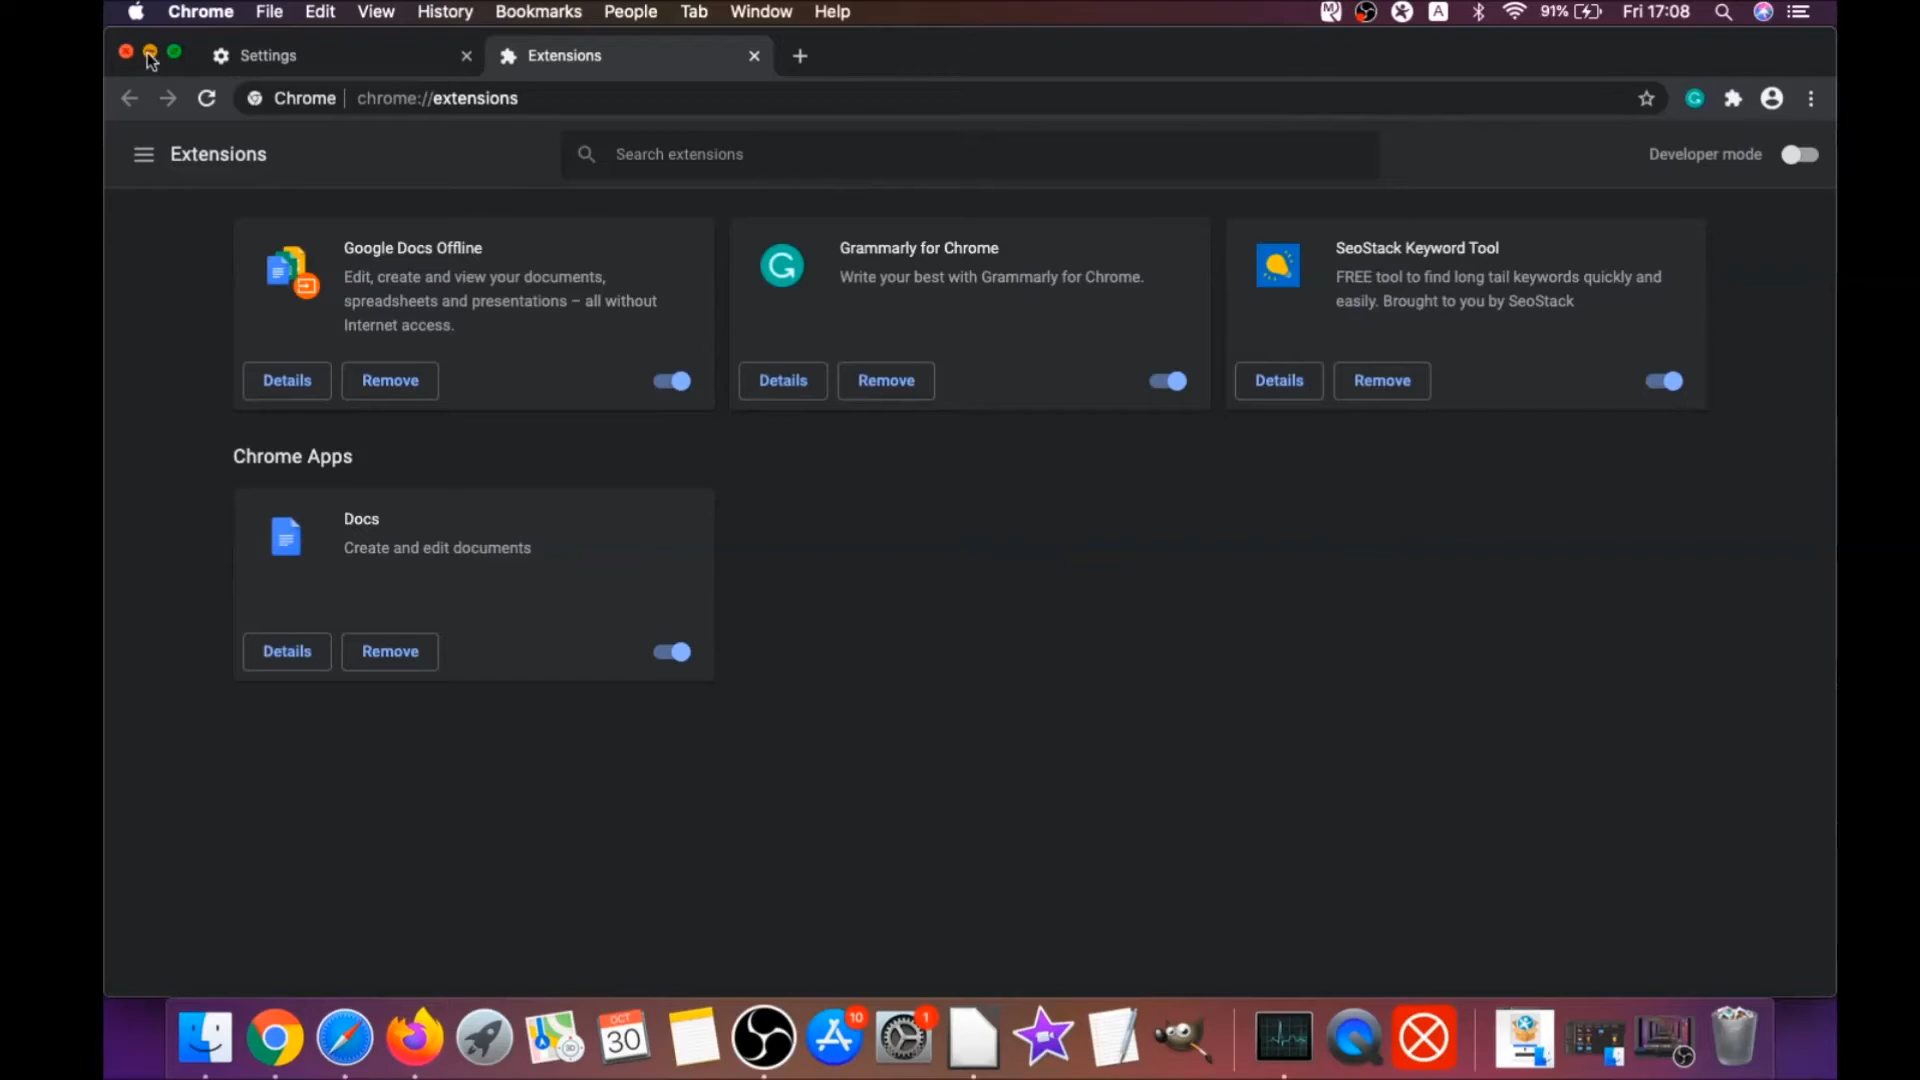 Chrome File Edit View History Bookmarks People Tab Window Help A 91% Fri 17:08
Settings Extensions
Chrome chrome://extensions
Extensions Search extensions Developer mode
Google Docs Offline
Edit, create and view your documents,
spreadsheets and presentations – all without
Internet access.
Details Remove
Grammarly for Chrome
Write your best with Grammarly for Chrome.
Details Remove
SeoStack Keyword Tool
FREE tool to find long tail keywords quickly and
easily. Brought to you by SeoStack
Details Remove
Chrome Apps
Docs
Create and edit documents
Details Remove
OCT
30
10
1